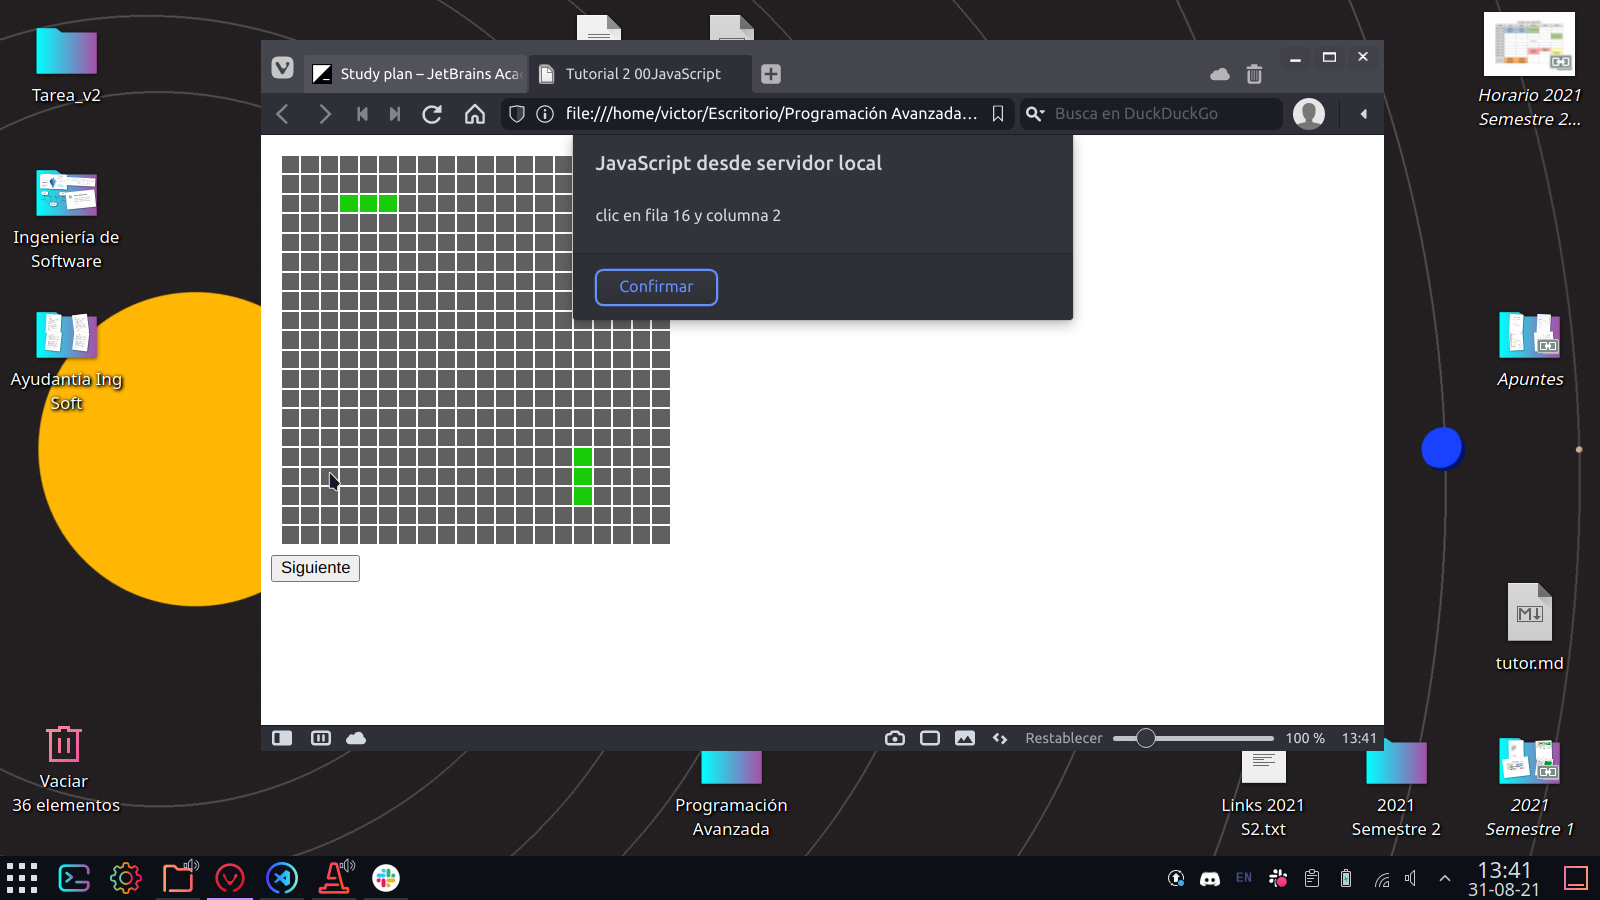 Tarea_v2
Ingeniería de
Software
Ayudantía Ing
Soft
Vaciar
36 elementos
Study plan – JetBrains Aca
Tutorial 2 00JavaScript
file:///home/victor/Escritorio/Programación Avanzada...
Busca en DuckDuckGo
JavaScript desde servidor local
clic en fila 16 y columna 2
Confirmar
Siguiente
Restablecer
100 %
13:41
Horario 2021
Semestre 2...
Apuntes
M↓
tutor.md
Programación
Avanzada
Links 2021
S2.txt
2021
Semestre 2
2021
Semestre 1
EN
13:41
31-08-21